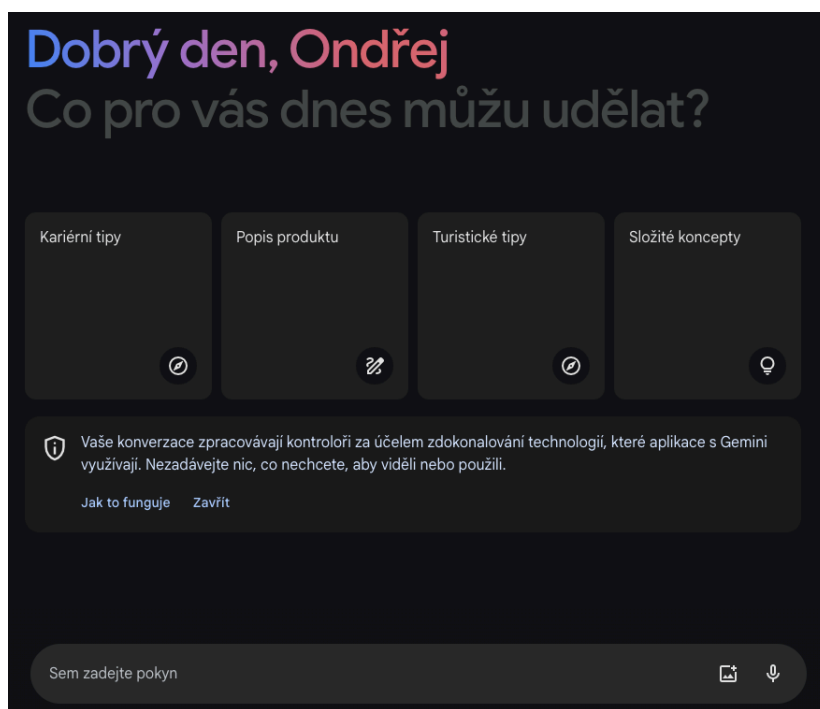 Dobrý den, Ondřej
Co pro vás dnes můžu udělat?
Kariérní tipy
Popis produktu
Turistické tipy
Složité koncepty
Vaše konverzace zpracovávají kontroloři za účelem zdokonalování technologií, které aplikace s Gemini
využívají. Nezadávejte nic, co nechcete, aby viděli nebo použili.
Jak to funguje Zavřít
Sem zadejte pokyn